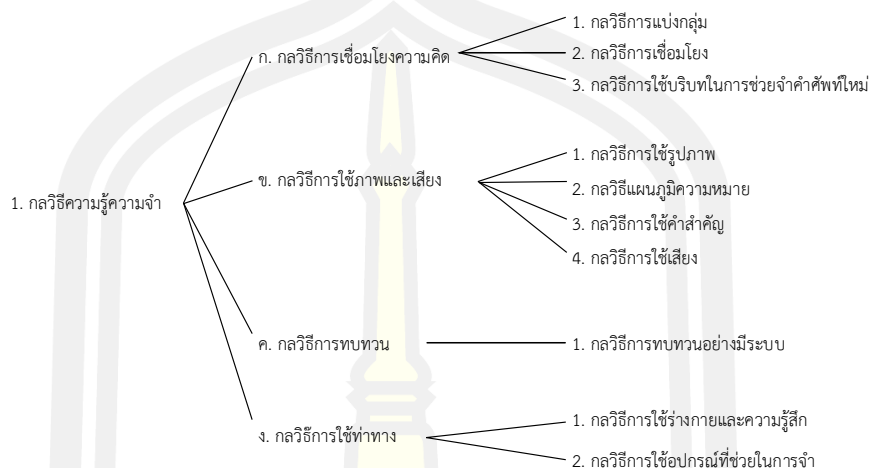 1. กลวิธีความรู้ความจำ
ก. กลวิธีการเชื่อมโยงความคิด
1. กลวิธีการแบ่งกลุ่ม
2. กลวิธีการเชื่อมโยง
3. กลวิธีการใช้บริบทในการช่วยจำคำศัพท์ใหม่
ข. กลวิธีการใช้ภาพและเสียง
1. กลวิธีการใช้รูปภาพ
2. กลวิธีแผนภูมิความหมาย
3. กลวิธีการใช้คำสำคัญ
4. กลวิธีการใช้เสียง
ค. กลวิธีการทบทวน
1. กลวิธีการทบทวนอย่างมีระบบ
ง. กลวิธีการใช้ท่าทาง
1. กลวิธีการใช้ร่างกายและความรู้สึก
2. กลวิธีการใช้อุปกรณ์ที่ช่วยในการจำ